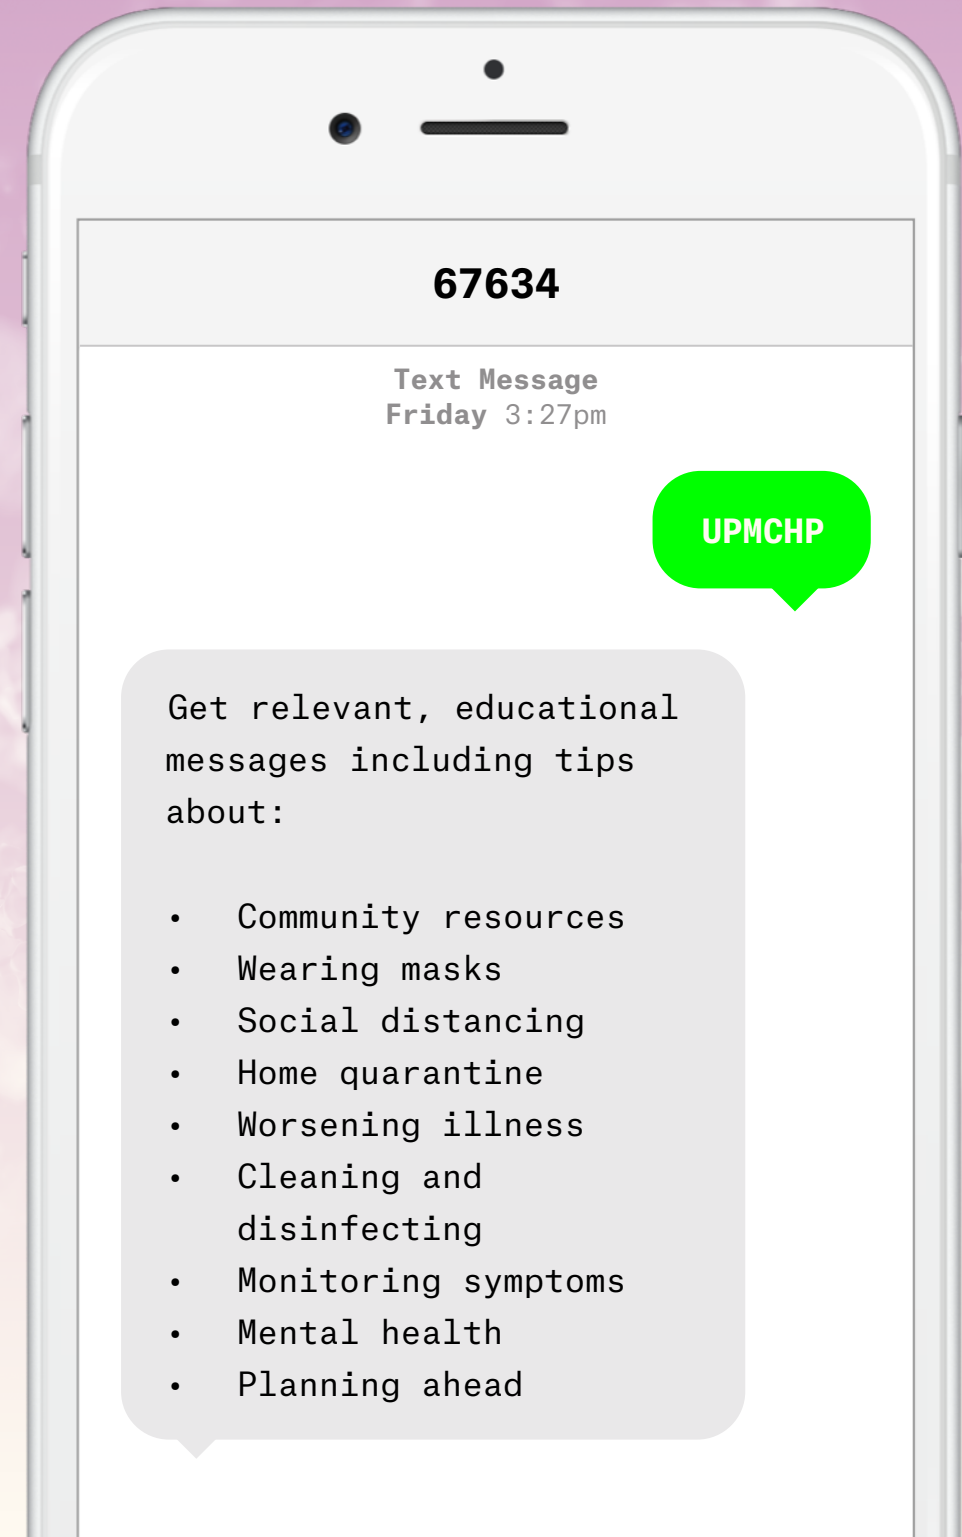 67634
Text Message
Friday 3:27pm
UPMCHP
Get relevant, educational
messages including tips
about:
• Community resources
• Wearing masks
• Social distancing
• Home quarantine
• Worsening illness
• Cleaning and
disinfecting
• Monitoring symptoms
• Mental health
• Planning ahead